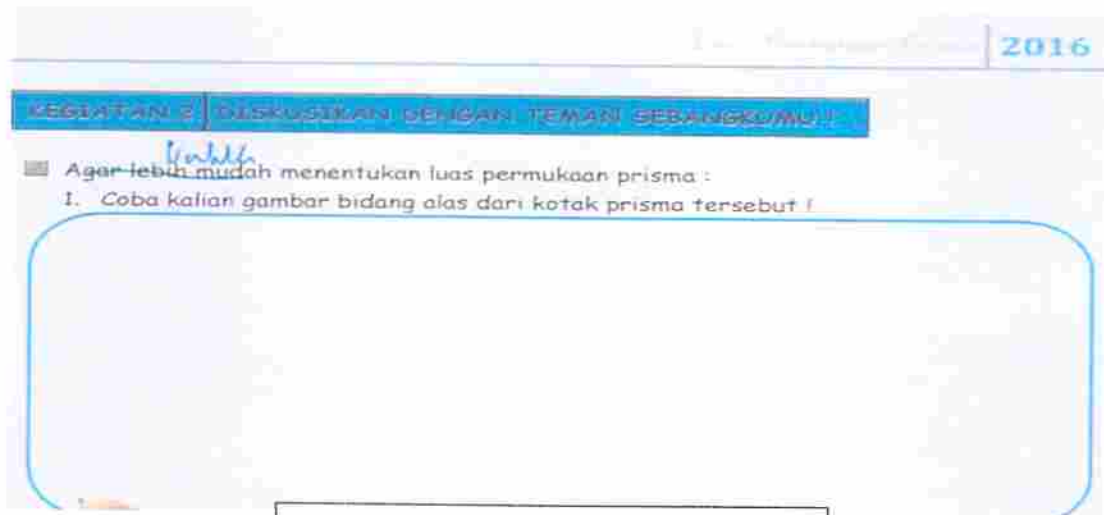 2016
KEGIATAN 2 DISKUSIKAN DENGAN TEMAN SEBANGKUMU !
Untuk
Agar lebih mudah menentukan luas permukaan prisma :
1. Coba kalian gambar bidang alas dari kotak prisma tersebut !